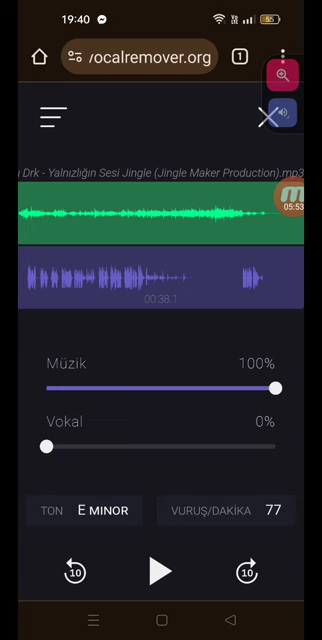 19:40
55
vocalremover.org
1
ı Drk - Yalnızlığın Sesi Jingle (Jingle Maker Production).mp3
05:53
00:38.1
Müzik 100%
Vokal 0%
TON E MINOR VURUŞ/DAKİKA 77
10 10